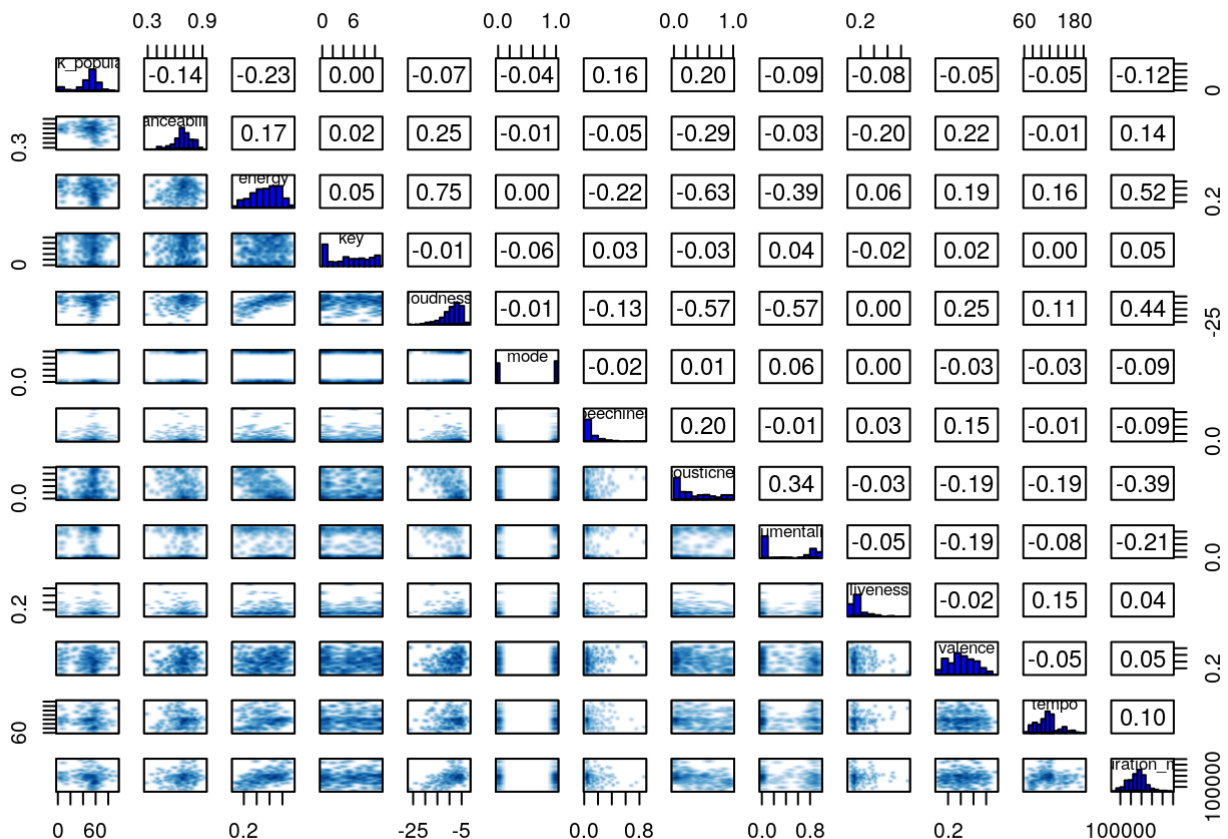 0.3 0.9 0 6 0.0 1.0 0.0 1.0 0.2 60 180
k_popula -0.14 -0.23 0.00 -0.07 -0.04 0.16 0.20 -0.09 -0.08 -0.05 -0.05 -0.12 0
0.3 anceabili 0.17 0.02 0.25 -0.01 -0.05 -0.29 -0.03 -0.20 0.22 -0.01 0.14
energy 0.05 0.75 0.00 -0.22 -0.63 -0.39 0.06 0.19 0.16 0.52 0.2
0 key -0.01 -0.06 0.03 -0.03 0.04 -0.02 0.02 0.00 0.05
oudness -0.01 -0.13 -0.57 -0.57 0.00 0.25 0.11 0.44 -25
0.0 mode -0.02 0.01 0.06 0.00 -0.03 -0.03 -0.09
peechines 0.20 -0.01 0.03 0.15 -0.01 -0.09 0.0
0.0 ousticne 0.34 -0.03 -0.19 -0.19 -0.39
umentali -0.05 -0.19 -0.08 -0.21 0.0
0.2 liveness -0.02 0.15 0.04
valence -0.05 0.05 0.2
60 tempo 0.10
iration_m 100000
0 60 0.2 -25 -5 0.0 0.8 0.0 0.8 0.2 100000